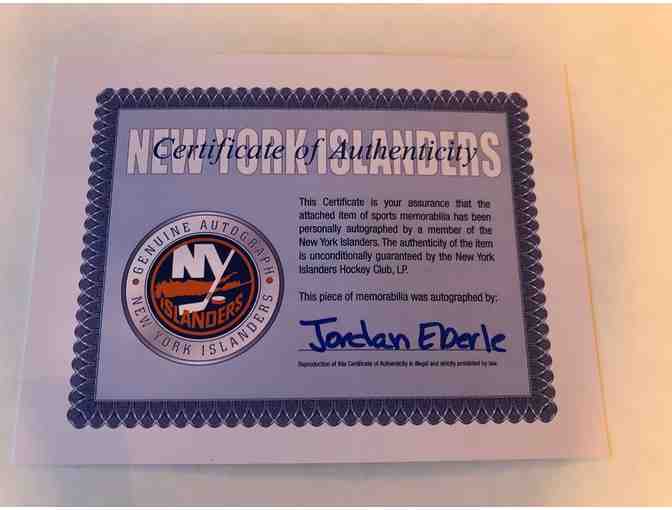 NEW YORK ISLANDERS
Certificate of Authenticity
This Certificate is your assurance that the
attached item of sports memorabilia has been
personally autographed by a member of the
New York Islanders. The authenticity of the item
is unconditionally guaranteed by the New York
Islanders Hockey Club, LP.
This piece of memorabilia was autographed by:
Jordan Eberle
Reproduction of this Certificate of Authenticity is illegal and strictly prohibited by law.
GENUINE AUTOGRAPH
NY
ISLANDERS
NEW YORK ISLANDERS